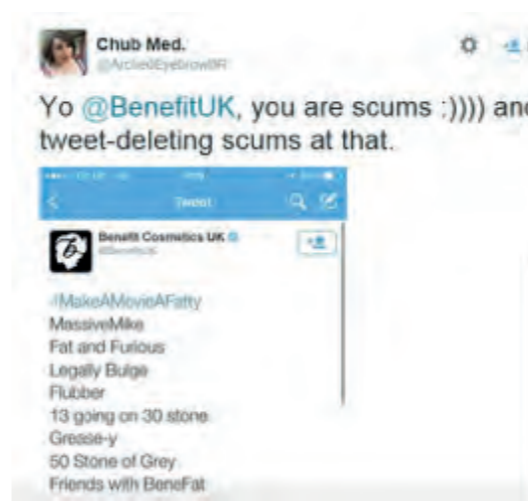 Chub Med.
@ArchedEyebrowBR
Yo @BenefitUK, you are scums :)))) and
tweet-deleting scums at that.
Tweet
Benefit Cosmetics UK
@BenefitUK
#MakeAMovieAFatty
MassiveMike
Fat and Furious
Legally Bulge
Flubber
13 going on 30 stone
Grease-y
50 Stone of Grey
Friends with BeneFat